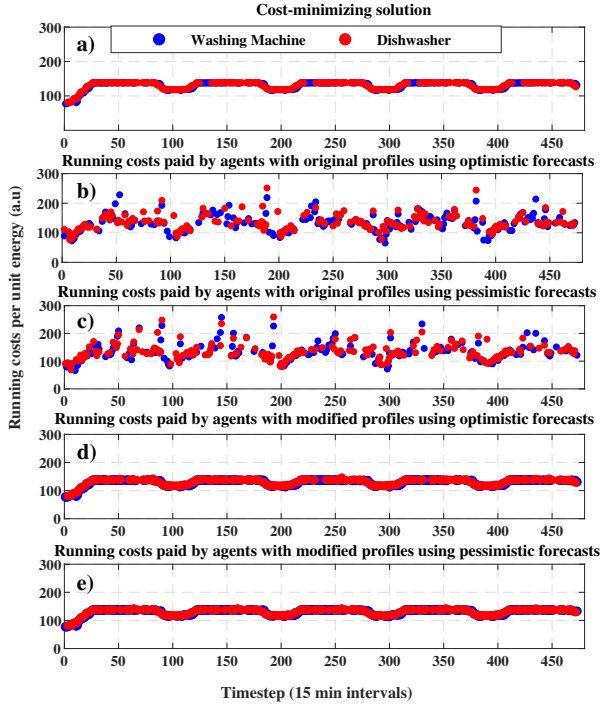 Cost-minimizing solution
300
a)
Washing Machine
Dishwasher
200
100
0
0 50 100 150 200 250 300 350 400 450
Running costs paid by agents with original profiles using optimistic forecasts
300
b)
200
100
0
0 50 100 150 200 250 300 350 400 450
Running costs paid by agents with original profiles using pessimistic forecasts
300
c)
200
100
0
0 50 100 150 200 250 300 350 400 450
Running costs paid by agents with modified profiles using optimistic forecasts
300
d)
200
100
0
0 50 100 150 200 250 300 350 400 450
Running costs paid by agents with modified profiles using pessimistic forecasts
300
e)
200
100
0
0 50 100 150 200 250 300 350 400 450
Timestep (15 min intervals)
Running costs per unit energy (a.u)